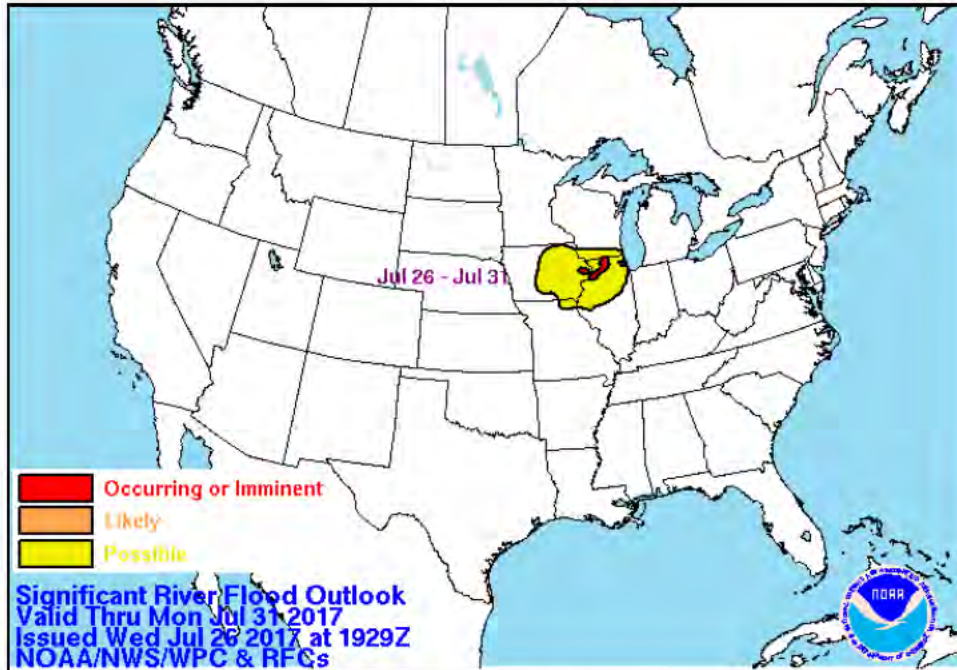 Jul 26 - Jul 31
Occurring or Imminent
Likely
Possible
Significant River Flood Outlook
Valid Thru Mon Jul 31 2017
Issued Wed Jul 26 2017 at 1929Z
NOAA/NWS/WPC & RFCs
NOAA